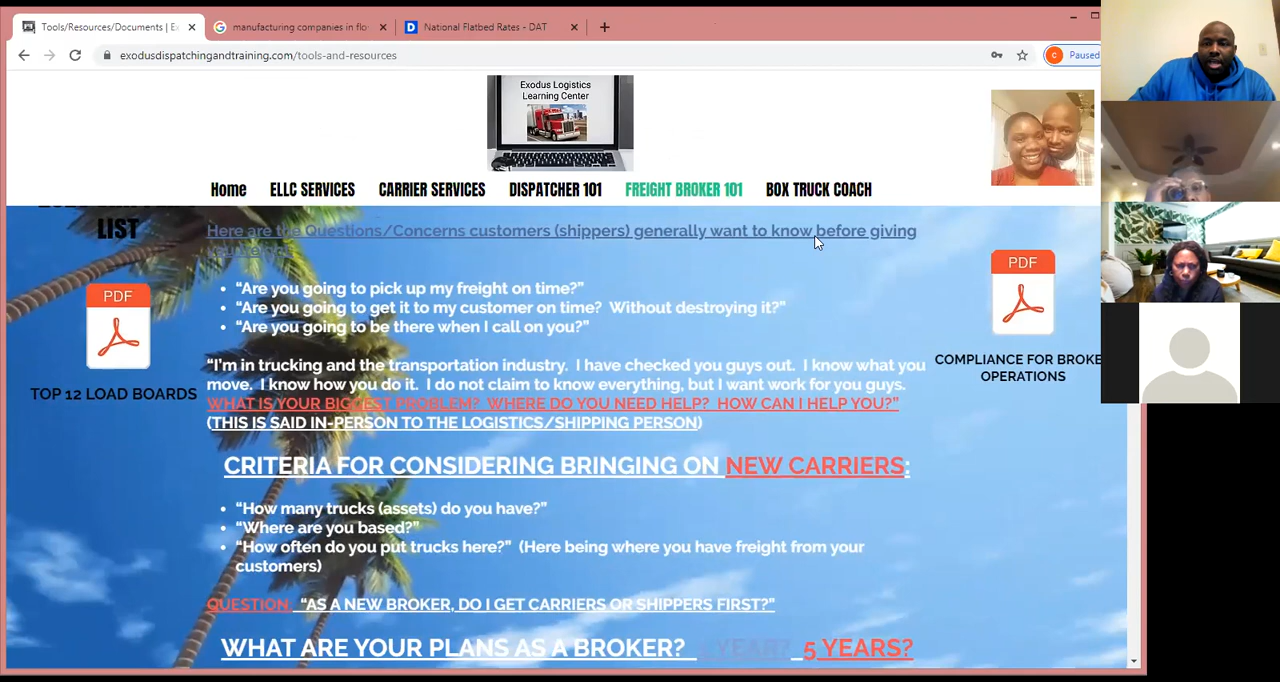 Tools/Resources/Documents | Ex
manufacturing companies in flo
National Flatbed Rates - DAT
exodusdispatchingandtraining.com/tools-and-resources
Paused
Exodus Logistics
Learning Center
Home
ELLC SERVICES
CARRIER SERVICES
DISPATCHER 101
FREIGHT BROKER 101
BOX TRUCK COACH
LIST
PDF
TOP 12 LOAD BOARDS
Here are the Questions/Concerns customers (shippers) generally want to know before giving
• “Are you going to pick up my freight on time?”
• “Are you going to get it to my customer on time?  Without destroying it?”
• “Are you going to be there when I call on you?”
“I’m in trucking and the transportation industry.  I have checked you guys out.  I know what you
move.  I know how you do it.  I do not claim to know everything, but I want work for you guys.
WHAT IS YOUR BIGGEST PROBLEM?  WHERE DO YOU NEED HELP?  HOW CAN I HELP YOU?”
(THIS IS SAID IN-PERSON TO THE LOGISTICS/SHIPPING PERSON)
CRITERIA FOR CONSIDERING BRINGING ON NEW CARRIERS:
• “How many trucks (assets) do you have?”
• “Where are you based?”
• “How often do you put trucks here?”  (Here being where you have freight from your
customers)
QUESTION:  “AS A NEW BROKER, DO I GET CARRIERS OR SHIPPERS FIRST?”
WHAT ARE YOUR PLANS AS A BROKER?  YEAR?  5 YEARS?
PDF
COMPLIANCE FOR BROKE
OPERATIONS